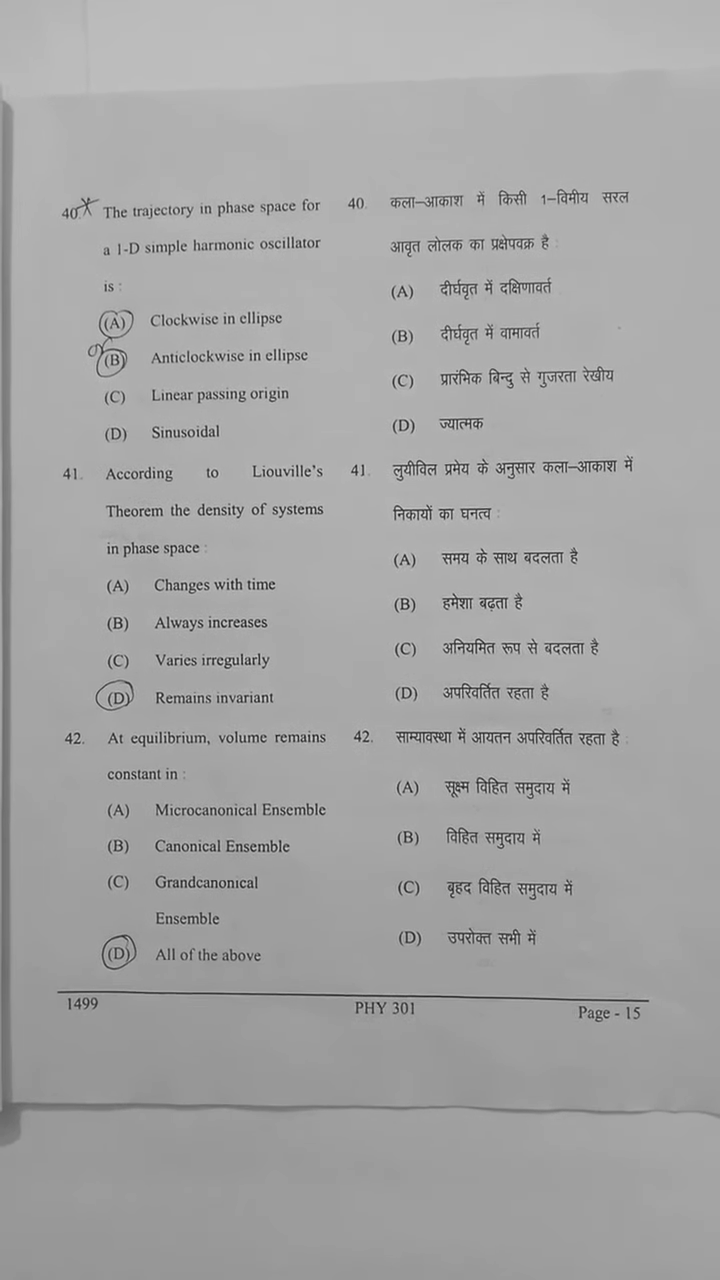 40. The trajectory in phase space for
a 1-D simple harmonic oscillator
is :
(A) Clockwise in ellipse
or
(B) Anticlockwise in ellipse
(C) Linear passing origin
(D) Sinusoidal
41. According to Liouville's
Theorem the density of systems
in phase space :
(A) Changes with time
(B) Always increases
(C) Varies irregularly
(D) Remains invariant
42. At equilibrium, volume remains
constant in :
(A) Microcanonical Ensemble
(B) Canonical Ensemble
(C) Grandcanonical
Ensemble
(D) All of the above
40. कला–आकाश में किसी 1–विमीय सरल
आवृत लोलक का प्रक्षेपवक्र है :
(A) दीर्घवृत में दक्षिणावर्त
(B) दीर्घवृत में वामावर्त
(C) प्रारंभिक बिन्दु से गुजरता रेखीय
(D) ज्यात्मक
41. लुयीविल प्रमेय के अनुसार कला–आकाश में
निकायों का घनत्व :
(A) समय के साथ बदलता है
(B) हमेशा बढ़ता है
(C) अनियमित रूप से बदलता है
(D) अपरिवर्तित रहता है
42. साम्यावस्था में आयतन अपरिवर्तित रहता है :
(A) सूक्ष्म विहित समुदाय में
(B) विहित समुदाय में
(C) बृहद विहित समुदाय में
(D) उपरोक्त सभी में
1499 PHY 301 Page - 15